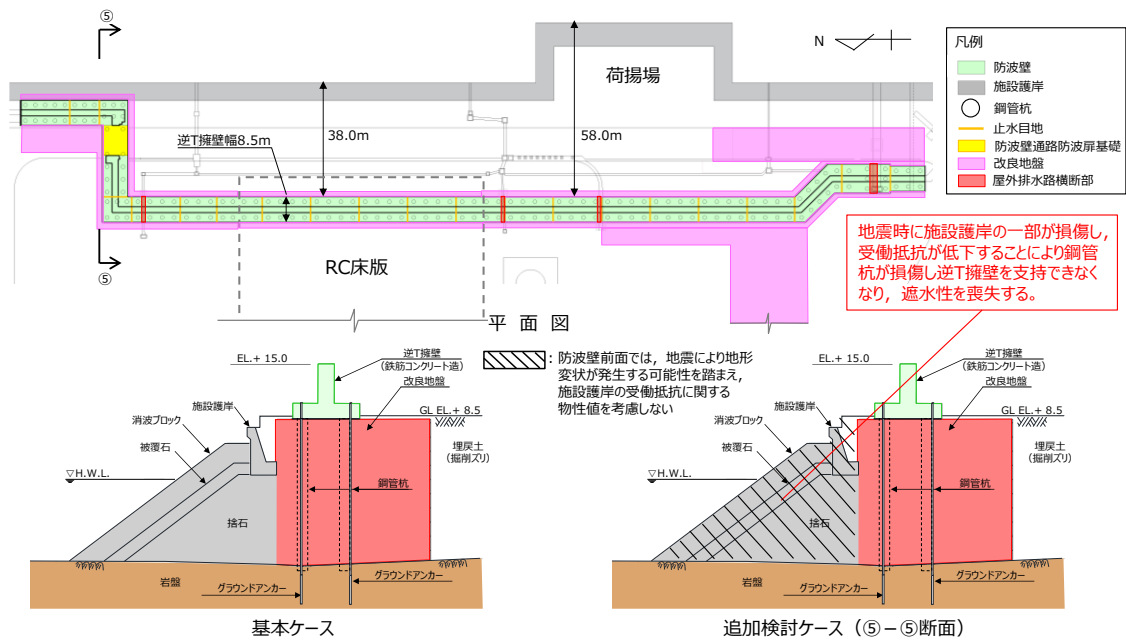 ⑤
N
凡例
防波壁
施設護岸
鋼管杭
止水目地
防波壁通路防波扉基礎
改良地盤
屋外排水路横断部
荷揚場
38.0m
58.0m
逆T擁壁幅8.5m
⑤
RC床版
地震時に施設護岸の一部が損傷し，
受働抵抗が低下することにより鋼管
杭が損傷し逆T擁壁を支持できなく
なり，遮水性を喪失する。
平 面 図
：防波壁前面では，地震により地形
変状が発生する可能性を踏まえ，
施設護岸の受働抵抗に関する
物性値を考慮しない
EL.+ 15.0
逆T擁壁
（鉄筋コンクリート造）
改良地盤
施設護岸
GL EL.+ 8.5
消波ブロック
被覆石
埋戻土
（掘削ズリ）
▽H.W.L.
鋼管杭
捨石
岩盤
グラウンドアンカー
グラウンドアンカー
基本ケース
EL.+ 15.0
逆T擁壁
（鉄筋コンクリート造）
改良地盤
施設護岸
GL EL.+ 8.5
消波ブロック
被覆石
埋戻土
（掘削ズリ）
▽H.W.L.
鋼管杭
捨石
岩盤
グラウンドアンカー
グラウンドアンカー
追加検討ケース（⑤－⑤断面）